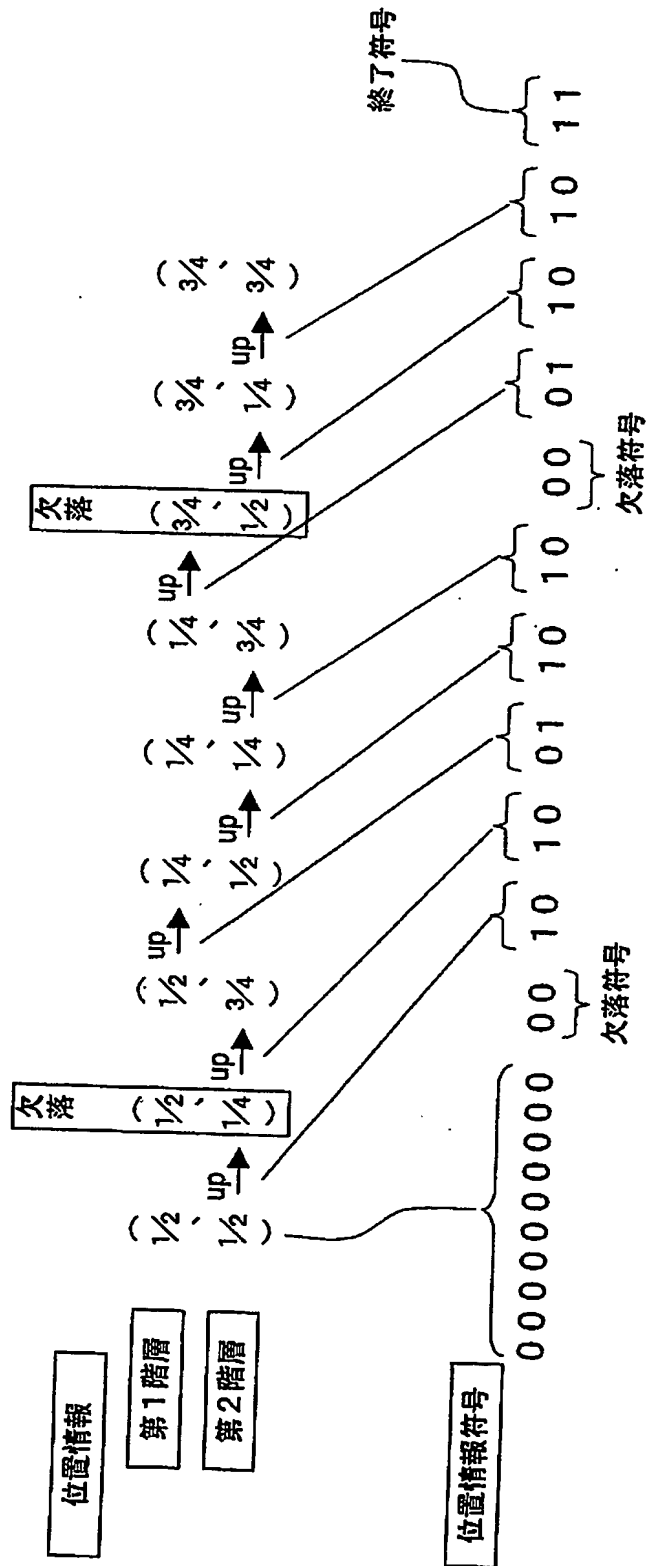 位置情報
第1階層
第2階層
(1/2、1/2)
up
欠落
(1/2、1/4)
up
(1/2、3/4)
up
(1/4、1/2)
up
(1/4、1/4)
up
(1/4、3/4)
up
欠落
(3/4、1/2)
up
(3/4、1/4)
up
(3/4、3/4)
位置情報符号
0000000000 00 10 10 01 10 10 00 01 10 10 11
欠落符号
欠落符号
終了符号